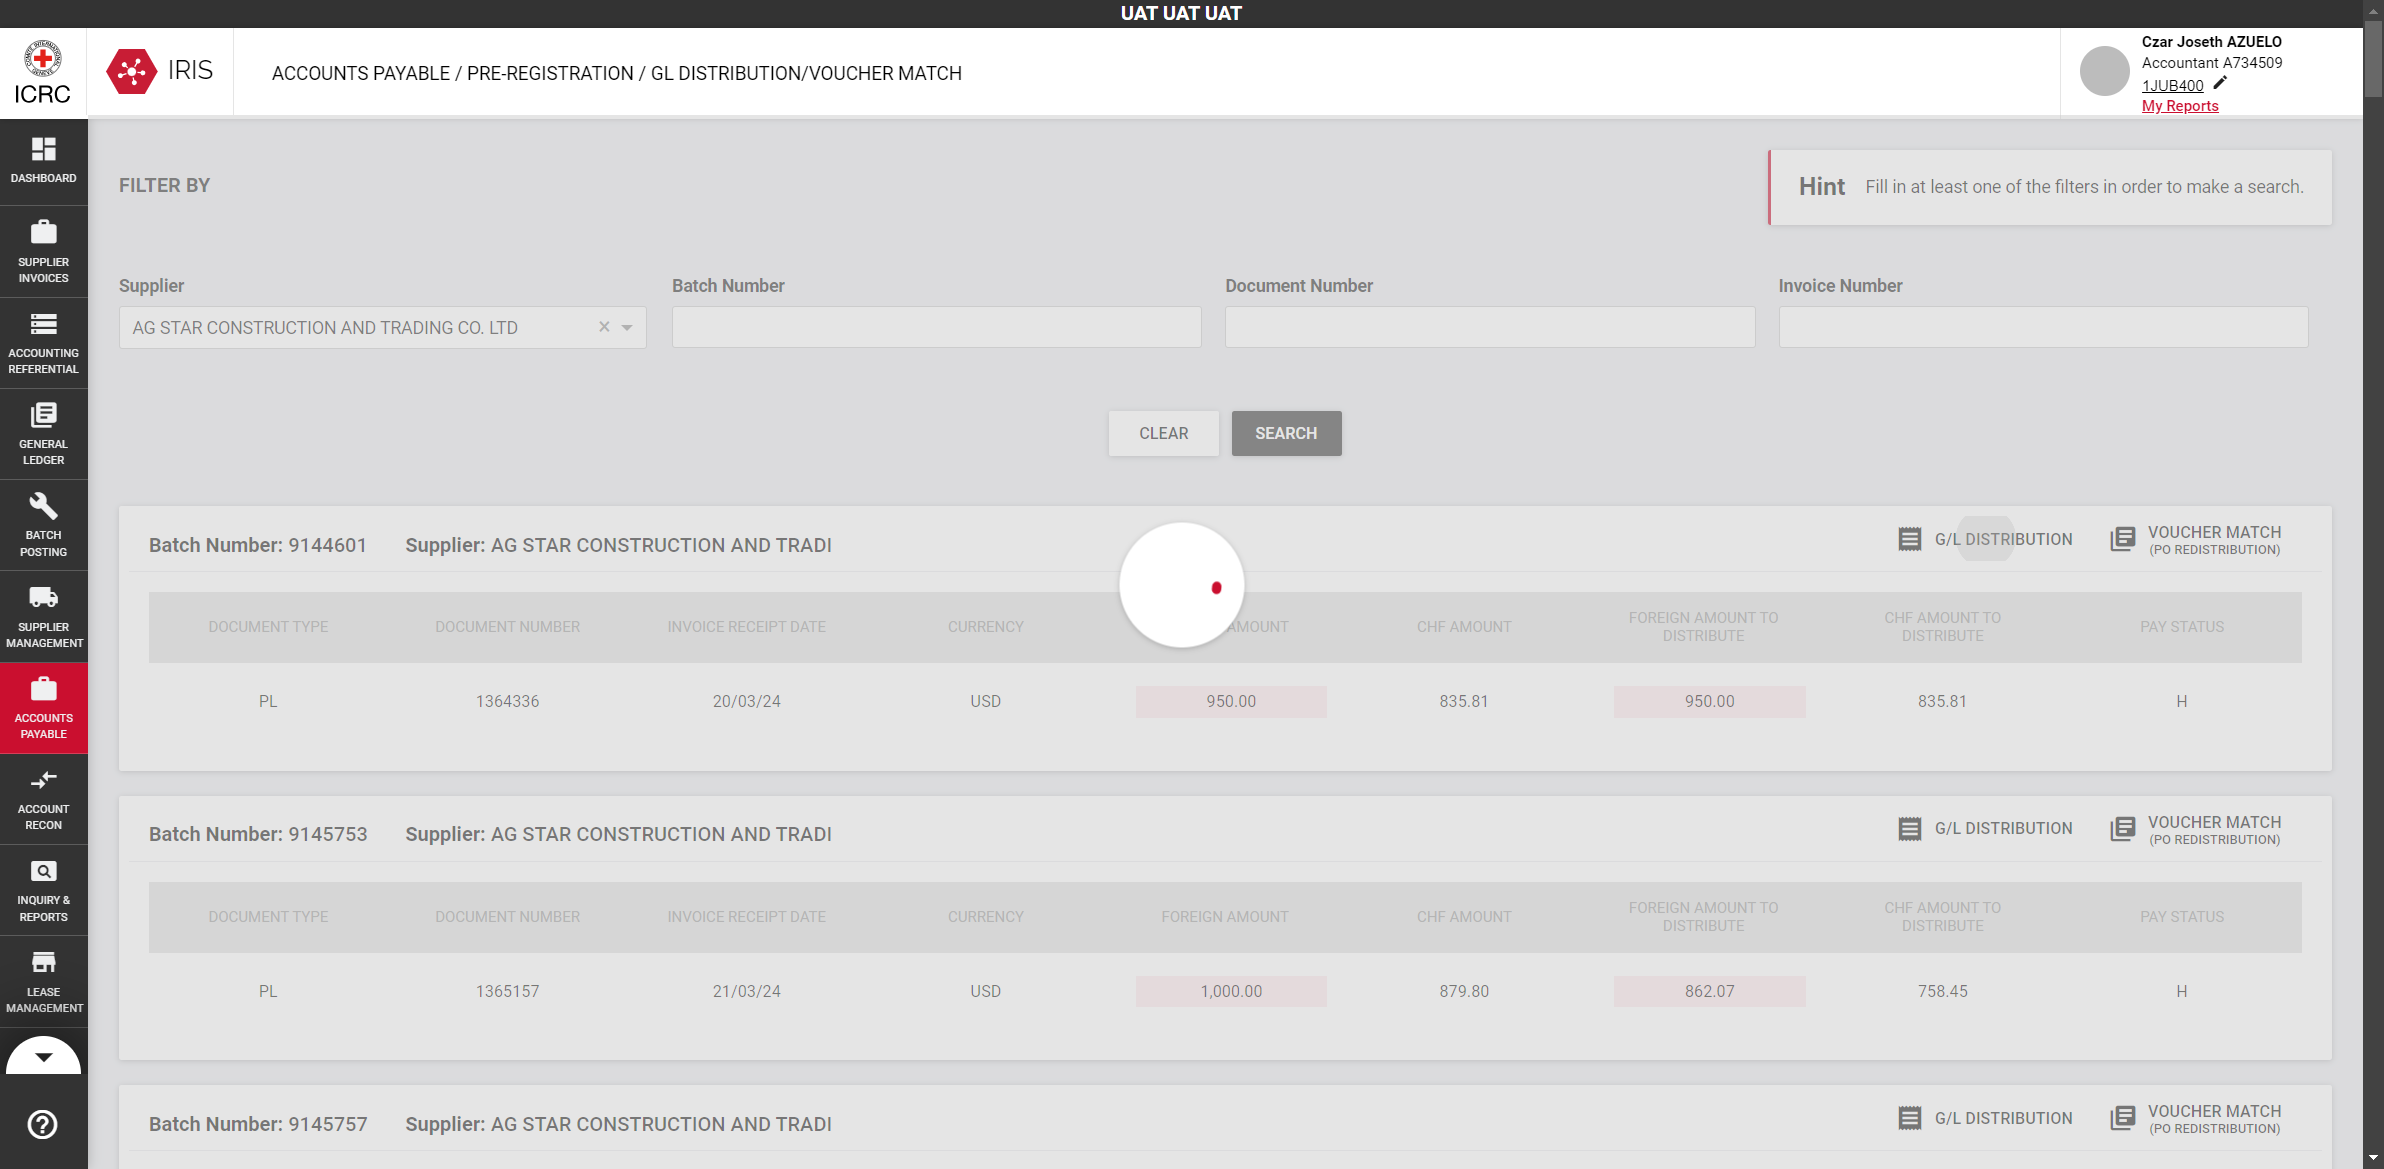 UAT UAT UAT
ICRC
IRIS
ACCOUNTS PAYABLE / PRE-REGISTRATION / GL DISTRIBUTION/VOUCHER MATCH
Czar Joseth AZUELO
Accountant A734509
1JUB400
My Reports
DASHBOARD
SUPPLIER
INVOICES
ACCOUNTING
REFERENTIAL
GENERAL
LEDGER
BATCH
POSTING
SUPPLIER
MANAGEMENT
ACCOUNTS
PAYABLE
ACCOUNT
RECON
INQUIRY &
REPORTS
LEASE
MANAGEMENT
FILTER BY
Hint Fill in at least one of the filters in order to make a search.
Supplier Batch Number Document Number Invoice Number
AG STAR CONSTRUCTION AND TRADING CO. LTD
CLEAR SEARCH
Batch Number: 9144601 Supplier: AG STAR CONSTRUCTION AND TRADI G/L DISTRIBUTION VOUCHER MATCH
(PO REDISTRIBUTION)
DOCUMENT TYPE DOCUMENT NUMBER INVOICE RECEIPT DATE CURRENCY AMOUNT CHF AMOUNT FOREIGN AMOUNT TO DISTRIBUTE CHF AMOUNT TO DISTRIBUTE PAY STATUS
PL 1364336 20/03/24 USD 950.00 835.81 950.00 835.81 H
Batch Number: 9145753 Supplier: AG STAR CONSTRUCTION AND TRADI G/L DISTRIBUTION VOUCHER MATCH
(PO REDISTRIBUTION)
DOCUMENT TYPE DOCUMENT NUMBER INVOICE RECEIPT DATE CURRENCY FOREIGN AMOUNT CHF AMOUNT FOREIGN AMOUNT TO DISTRIBUTE CHF AMOUNT TO DISTRIBUTE PAY STATUS
PL 1365157 21/03/24 USD 1,000.00 879.80 862.07 758.45 H
Batch Number: 9145757 Supplier: AG STAR CONSTRUCTION AND TRADI G/L DISTRIBUTION VOUCHER MATCH
(PO REDISTRIBUTION)